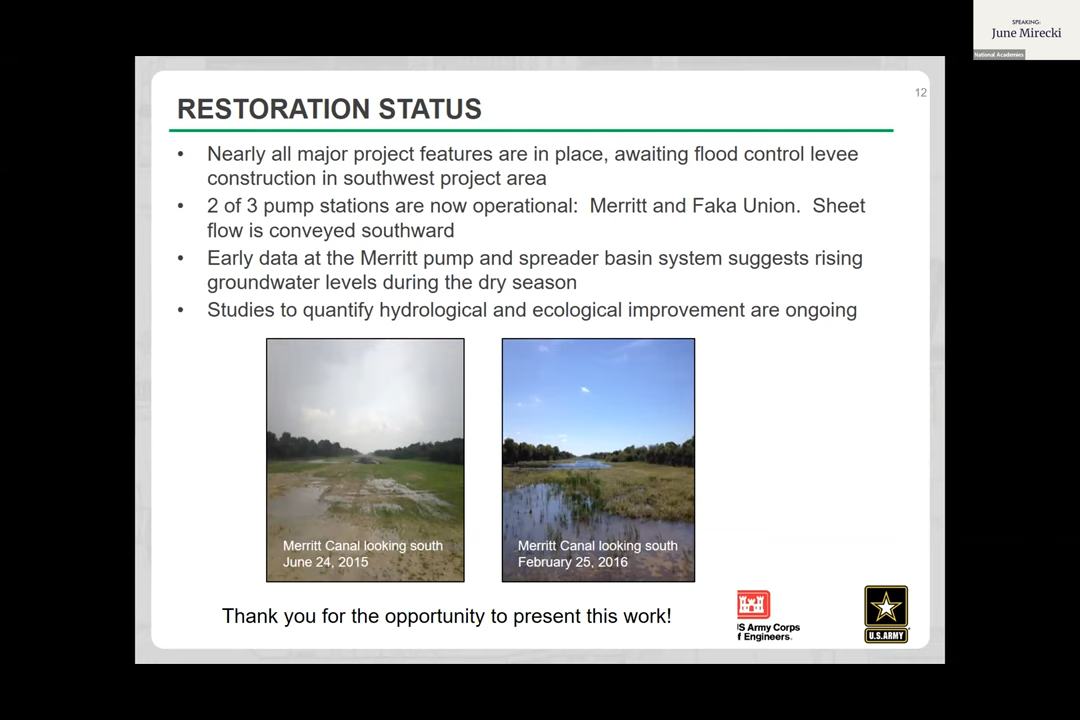 SPEAKING:
June Mirecki
National Academies
12
RESTORATION STATUS
• Nearly all major project features are in place, awaiting flood control levee
construction in southwest project area
• 2 of 3 pump stations are now operational: Merritt and Faka Union. Sheet
flow is conveyed southward
• Early data at the Merritt pump and spreader basin system suggests rising
groundwater levels during the dry season
• Studies to quantify hydrological and ecological improvement are ongoing
Merritt Canal looking south
June 24, 2015
Merritt Canal looking south
February 25, 2016
Thank you for the opportunity to present this work!
US Army Corps
f Engineers.
U.S.ARMY